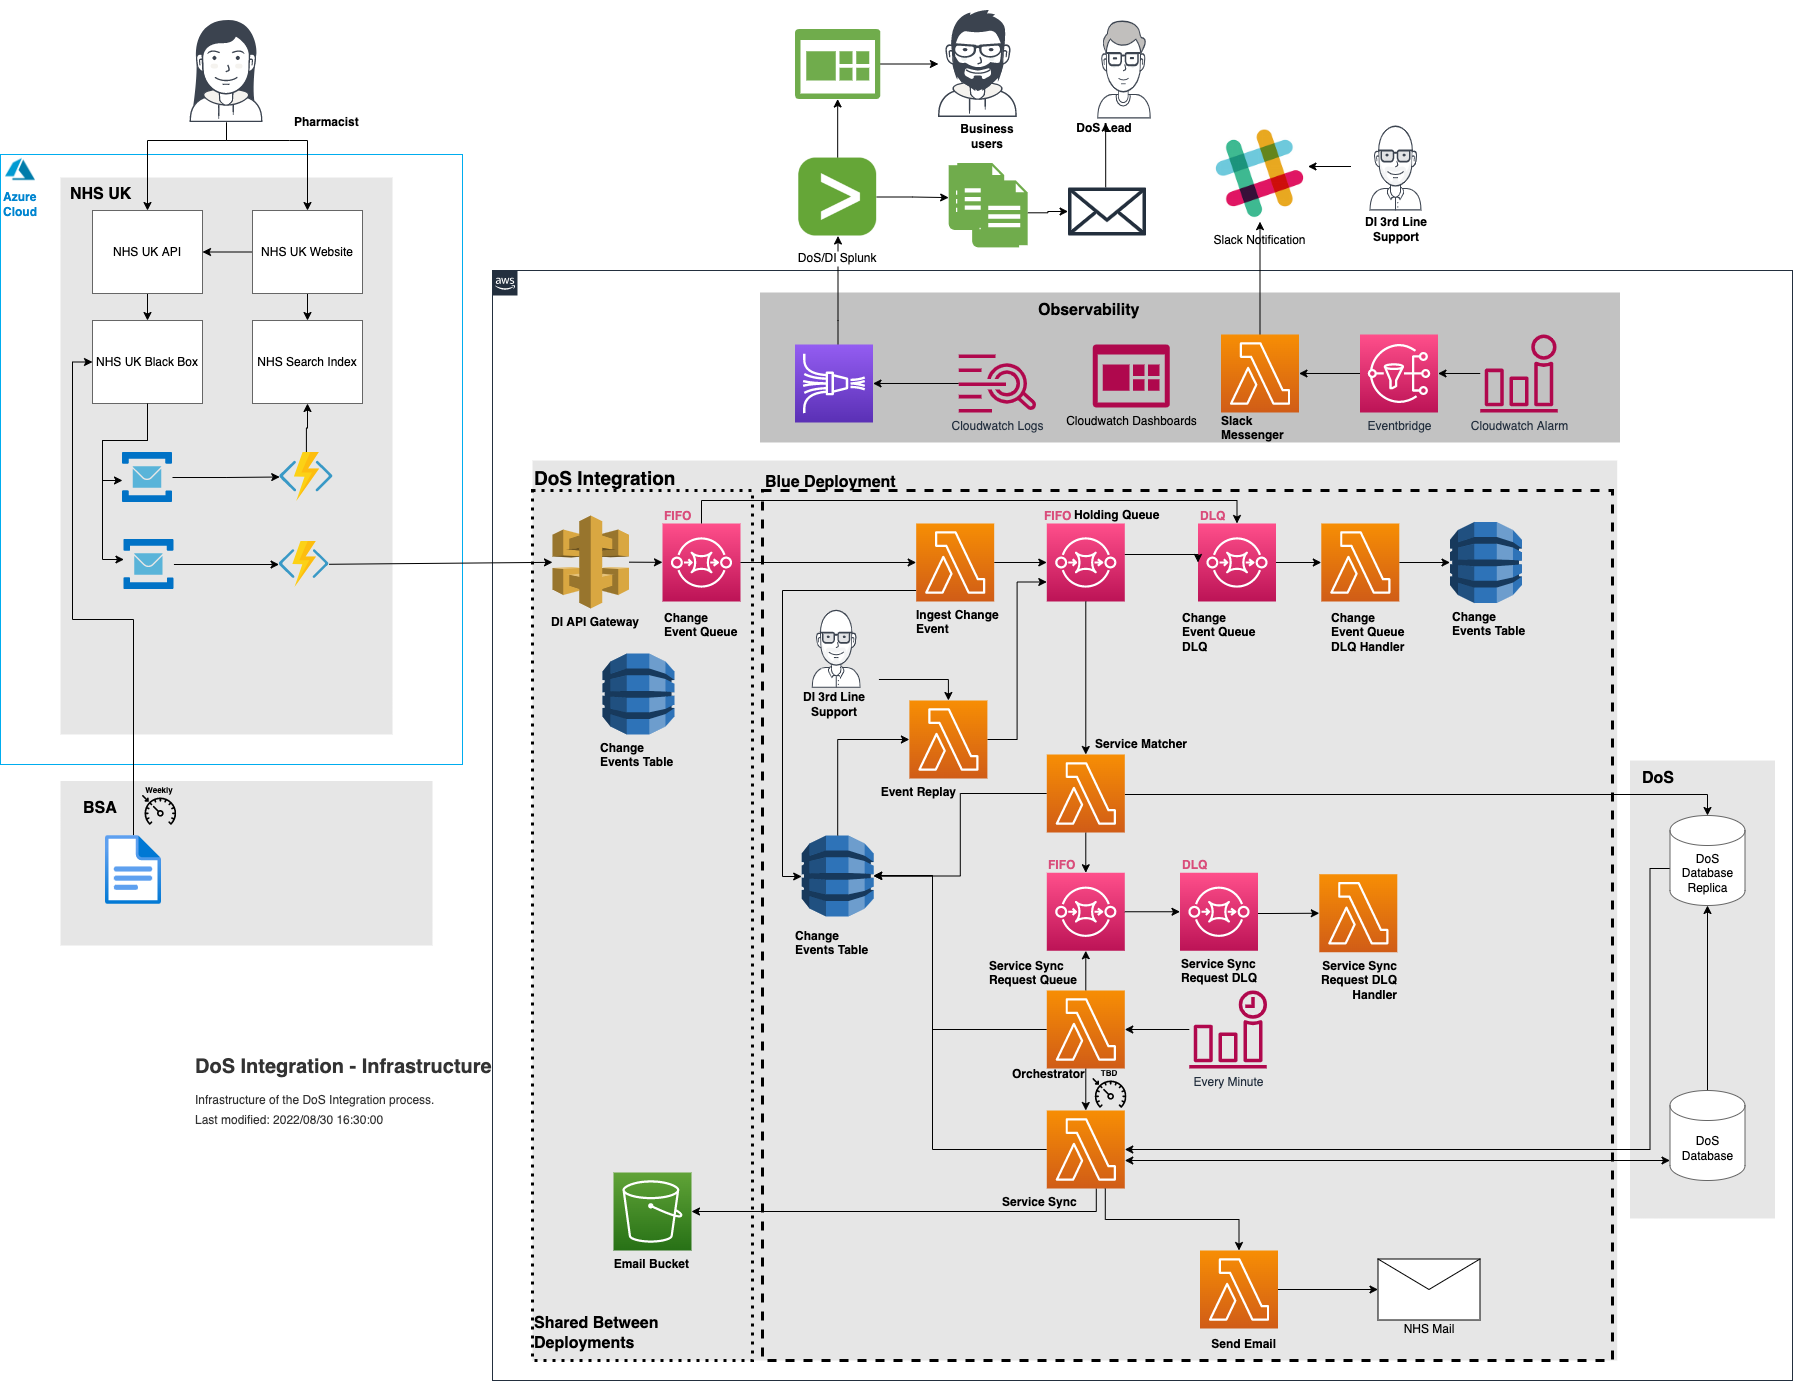 Pharmacist
Azure
Cloud
NHS UK
NHS UK API
NHS UK Website
NHS UK Black Box
NHS Search Index
BSA
Weekly
DoS Integration - Infrastructure
Infrastructure of the DoS Integration process.
Last modified: 2022/08/30 16:30:00
Business
users
DoS Lead
DoS/DI Splunk
Slack Notification
DI 3rd Line
Support
aws
Observability
Cloudwatch Logs
Cloudwatch Dashboards
Slack
Messenger
Eventbridge
Cloudwatch Alarm
DoS Integration
Blue Deployment
FIFO
FIFO
Holding Queue
DLQ
DI API Gateway
Change
Event Queue
Ingest Change
Event
Change
Event Queue
DLQ
Change
Event Queue
DLQ Handler
Change
Events Table
DI 3rd Line
Support
Change
Events Table
Service Matcher
Event Replay
DoS
DoS
Database
Replica
FIFO
DLQ
Change
Events Table
Service Sync
Request Queue
Service Sync
Request DLQ
Service Sync
Request DLQ
Handler
Orchestrator
TBD
Every Minute
DoS
Database
Service Sync
Email Bucket
Shared Between
Deployments
Send Email
NHS Mail